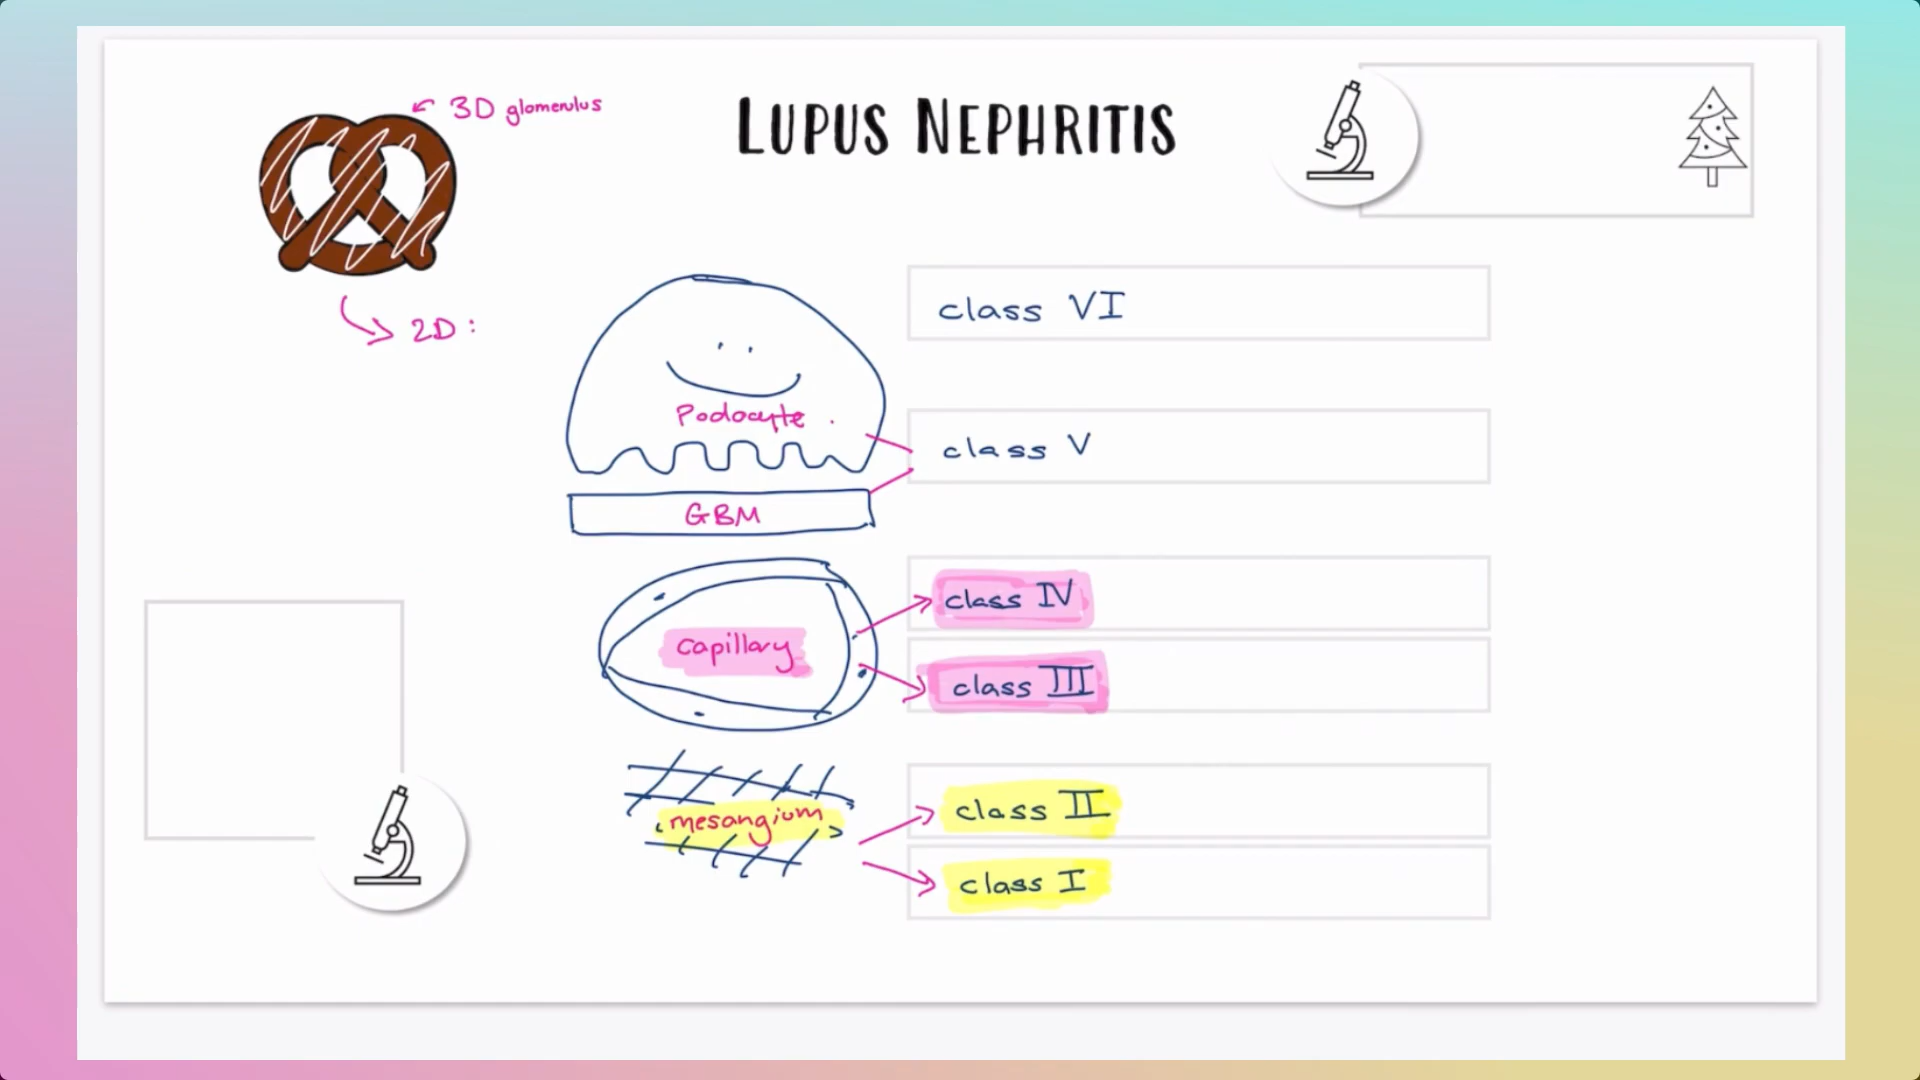 3D glomerulus
LUPUS NEPHRITIS
2D:
class VI
Podocyte
class V
GBM
class IV
capillary
class III
mesangium
class II
class I